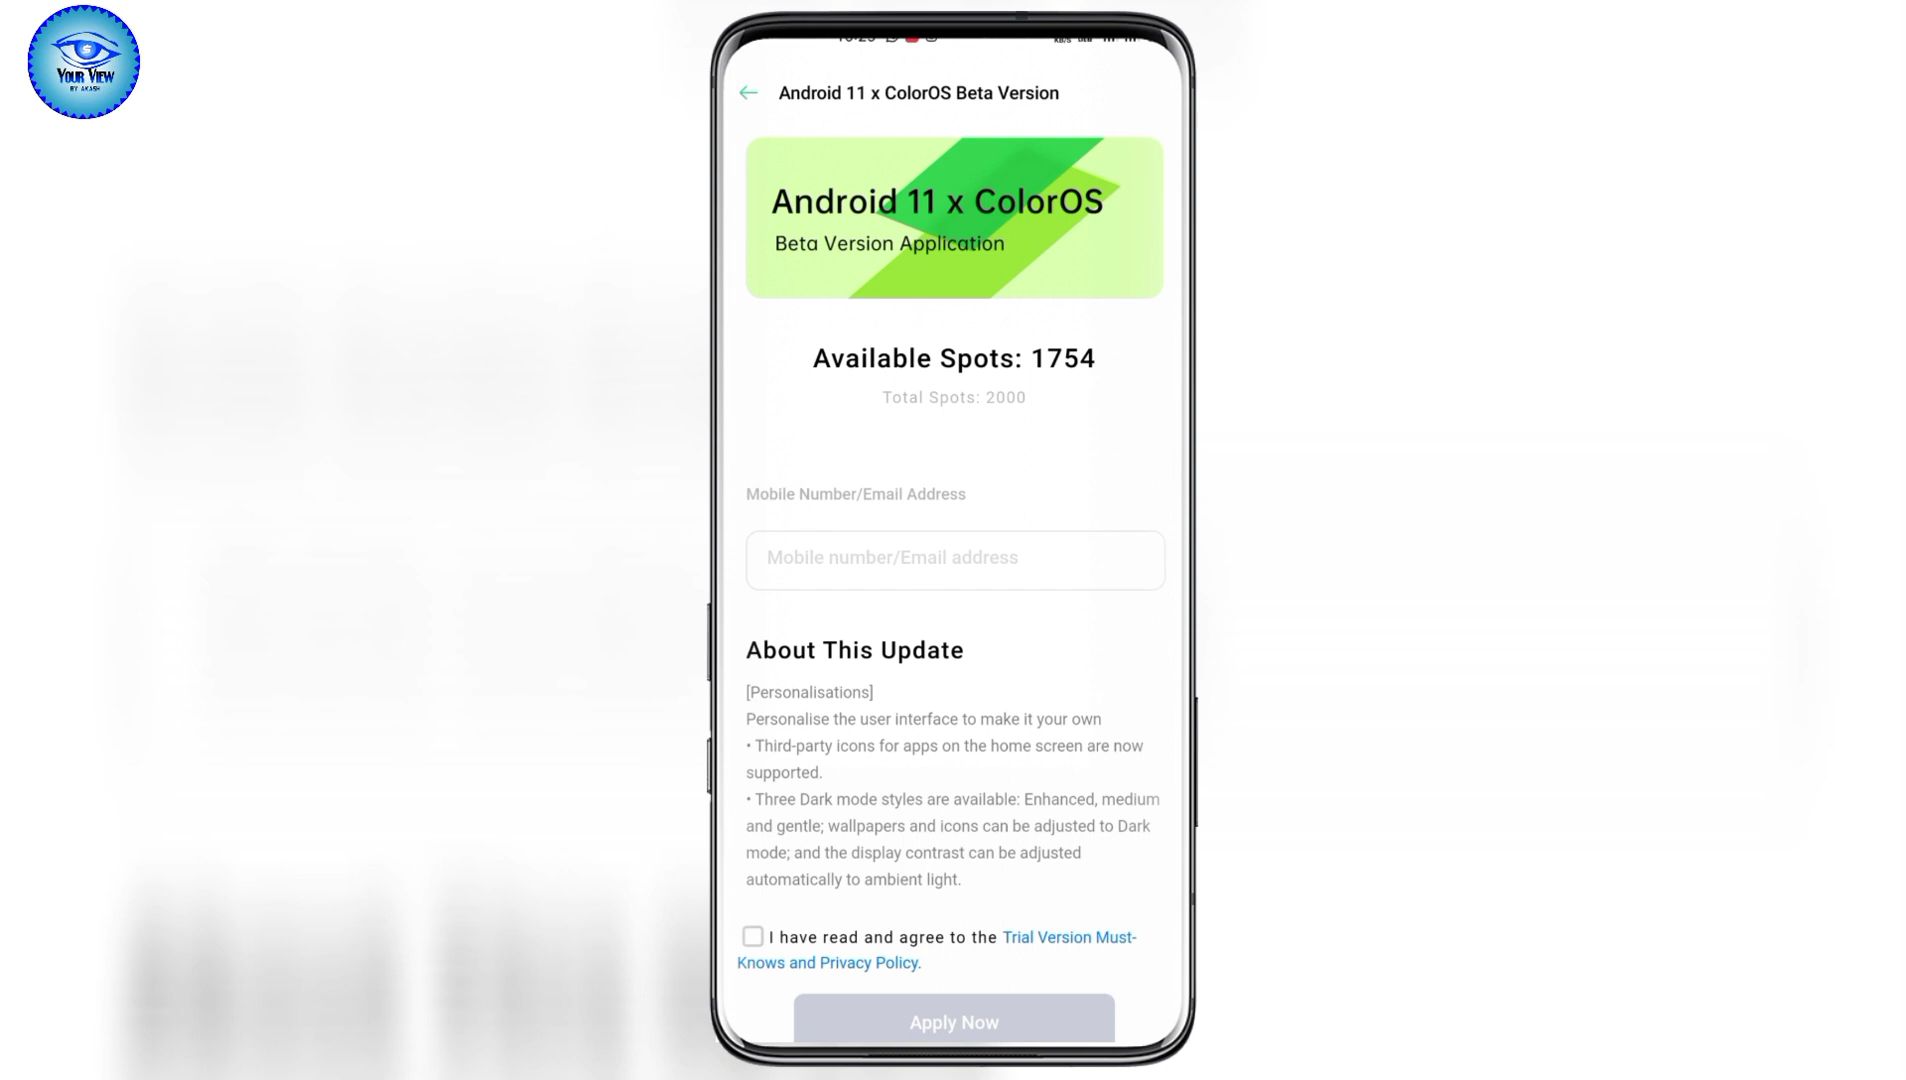 YOUR VIEW
BY AKASH
Android 11 x ColorOS Beta Version
Android 11 x ColorOS
Beta Version Application
Available Spots: 1754
Total Spots: 2000
Mobile Number/Email Address
Mobile number/Email address
About This Update
[Personalisations]
Personalise the user interface to make it your own
• Third-party icons for apps on the home screen are now
supported.
• Three Dark mode styles are available: Enhanced, medium
and gentle; wallpapers and icons can be adjusted to Dark
mode; and the display contrast can be adjusted
automatically to ambient light.
I have read and agree to the Trial Version Must-
Knows and Privacy Policy.
Apply Now